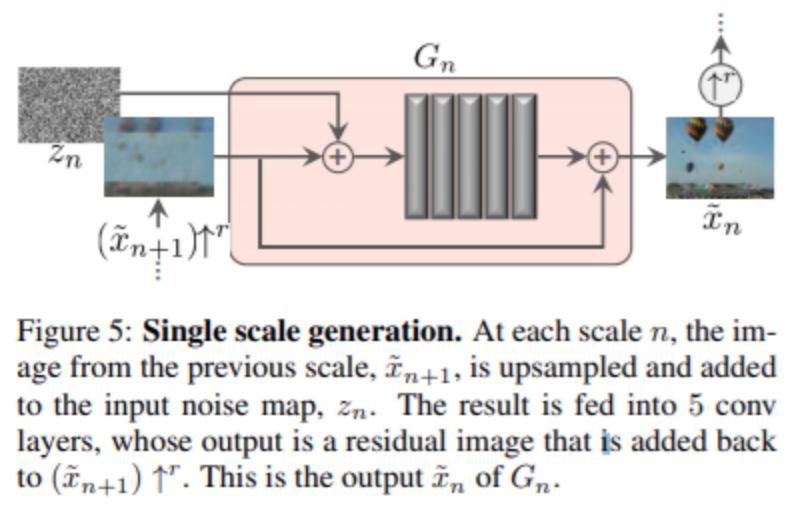 G_n
↑^r
z_n
x̃_n
(x̃_{n+1})↑^r
Figure 5: Single scale generation. At each scale n, the im-
age from the previous scale, x̃_{n+1}, is upsampled and added
to the input noise map, z_n. The result is fed into 5 conv
layers, whose output is a residual image that is added back
to (x̃_{n+1}) ↑^r. This is the output x̃_n of G_n.